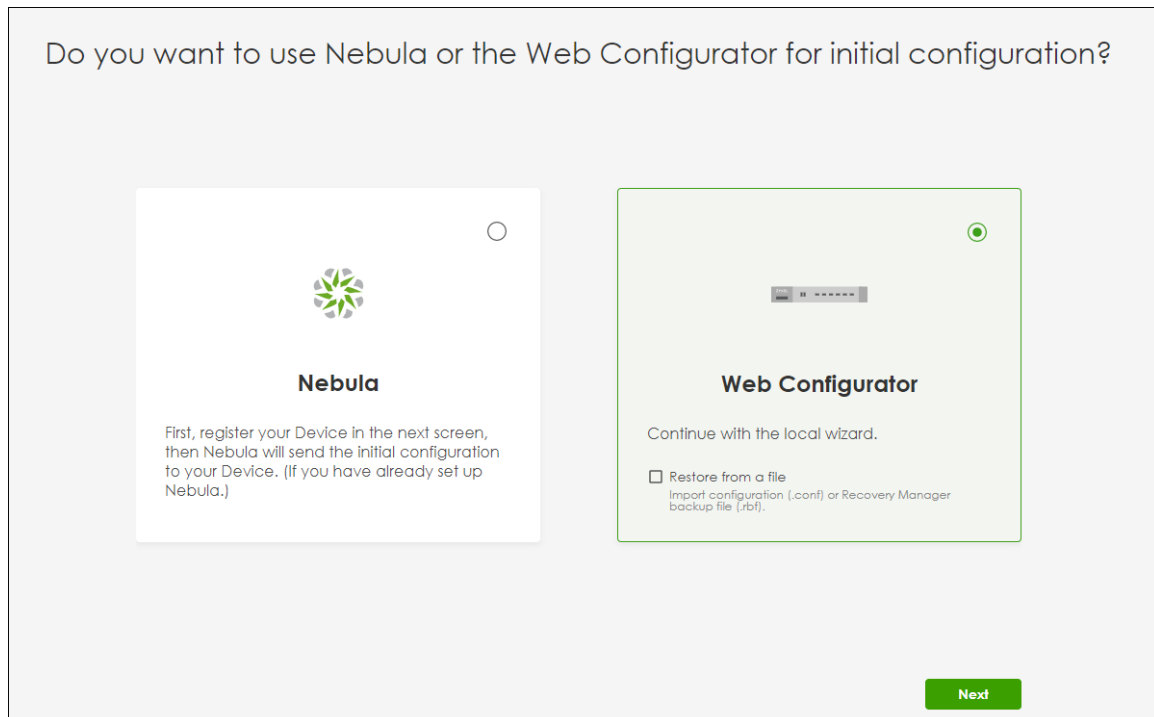 Do you want to use Nebula or the Web Configurator for initial configuration?
Nebula
First, register your Device in the next screen,
then Nebula will send the initial configuration
to your Device. (If you have already set up
Nebula.)
Web Configurator
Continue with the local wizard.
Restore from a file
Import configuration (.conf) or Recovery Manager
backup file (.rbf).
Next